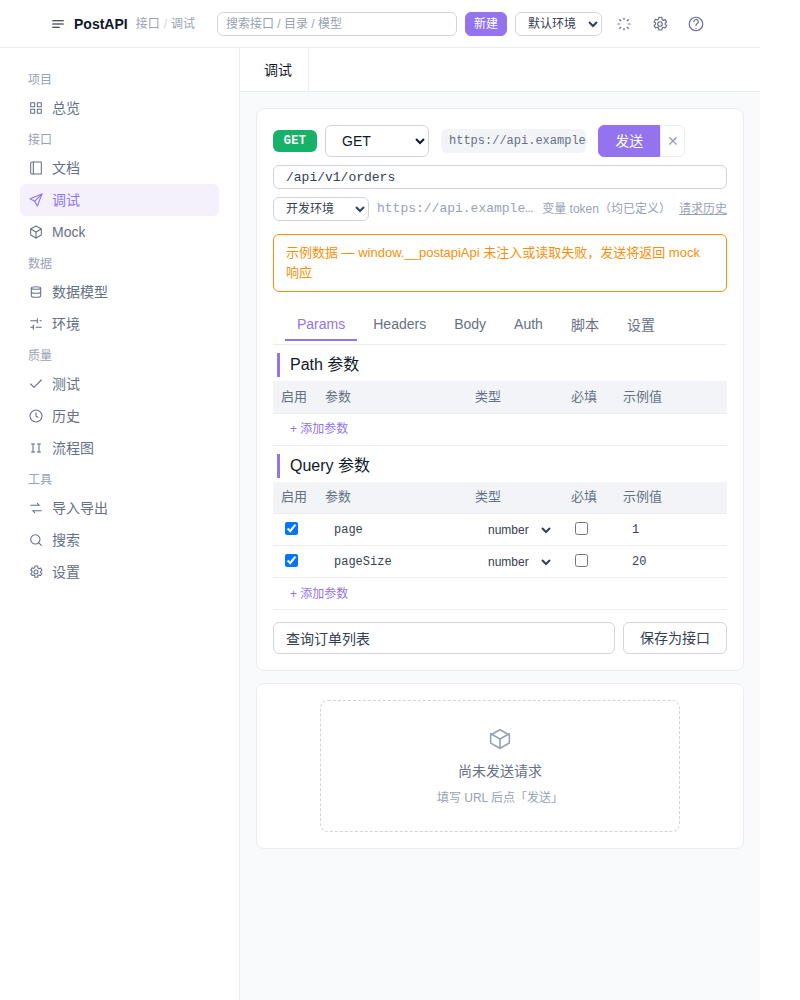 PostAPI 接口 / 调试 搜索接口 / 目录 / 模型 新建 默认环境
项目
总览
接口
文档
调试
Mock
数据
数据模型
环境
质量
测试
历史
流程图
工具
导入导出
搜索
设置
调试
GET GET https://api.example 发送 ✕
/api/v1/orders
开发环境 https://api.example… 变量 token（均已定义） 请求历史
示例数据 — window.__postapiApi 未注入或读取失败，发送将返回 mock
响应
Params Headers Body Auth 脚本 设置
Path 参数
启用 参数 类型 必填 示例值
+ 添加参数
Query 参数
启用 参数 类型 必填 示例值
page number 1
pageSize number 20
+ 添加参数
查询订单列表 保存为接口
尚未发送请求
填写 URL 后点「发送」